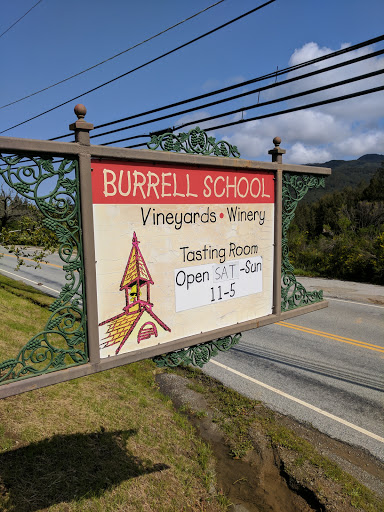 BURRELL SCHOOL
Vineyards • Winery
Tasting Room
Open SAT-Sun
11-5